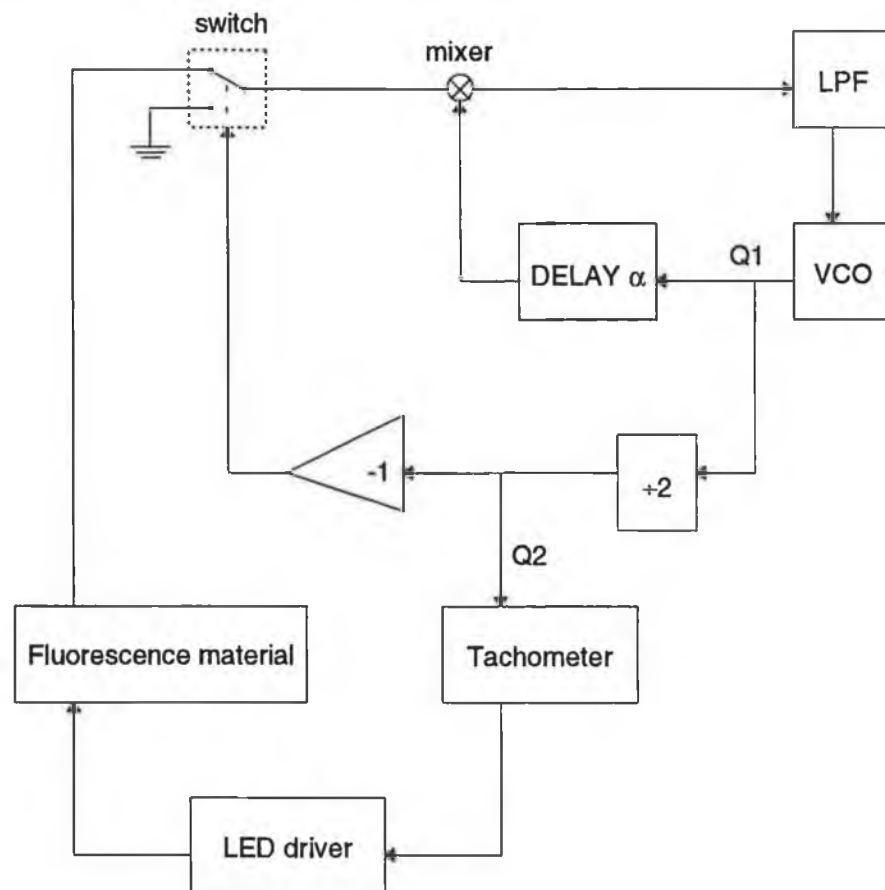 switch
mixer
LPF
DELAY α
Q1
VCO
-1
÷2
Q2
Fluorescence material
Tachometer
LED driver